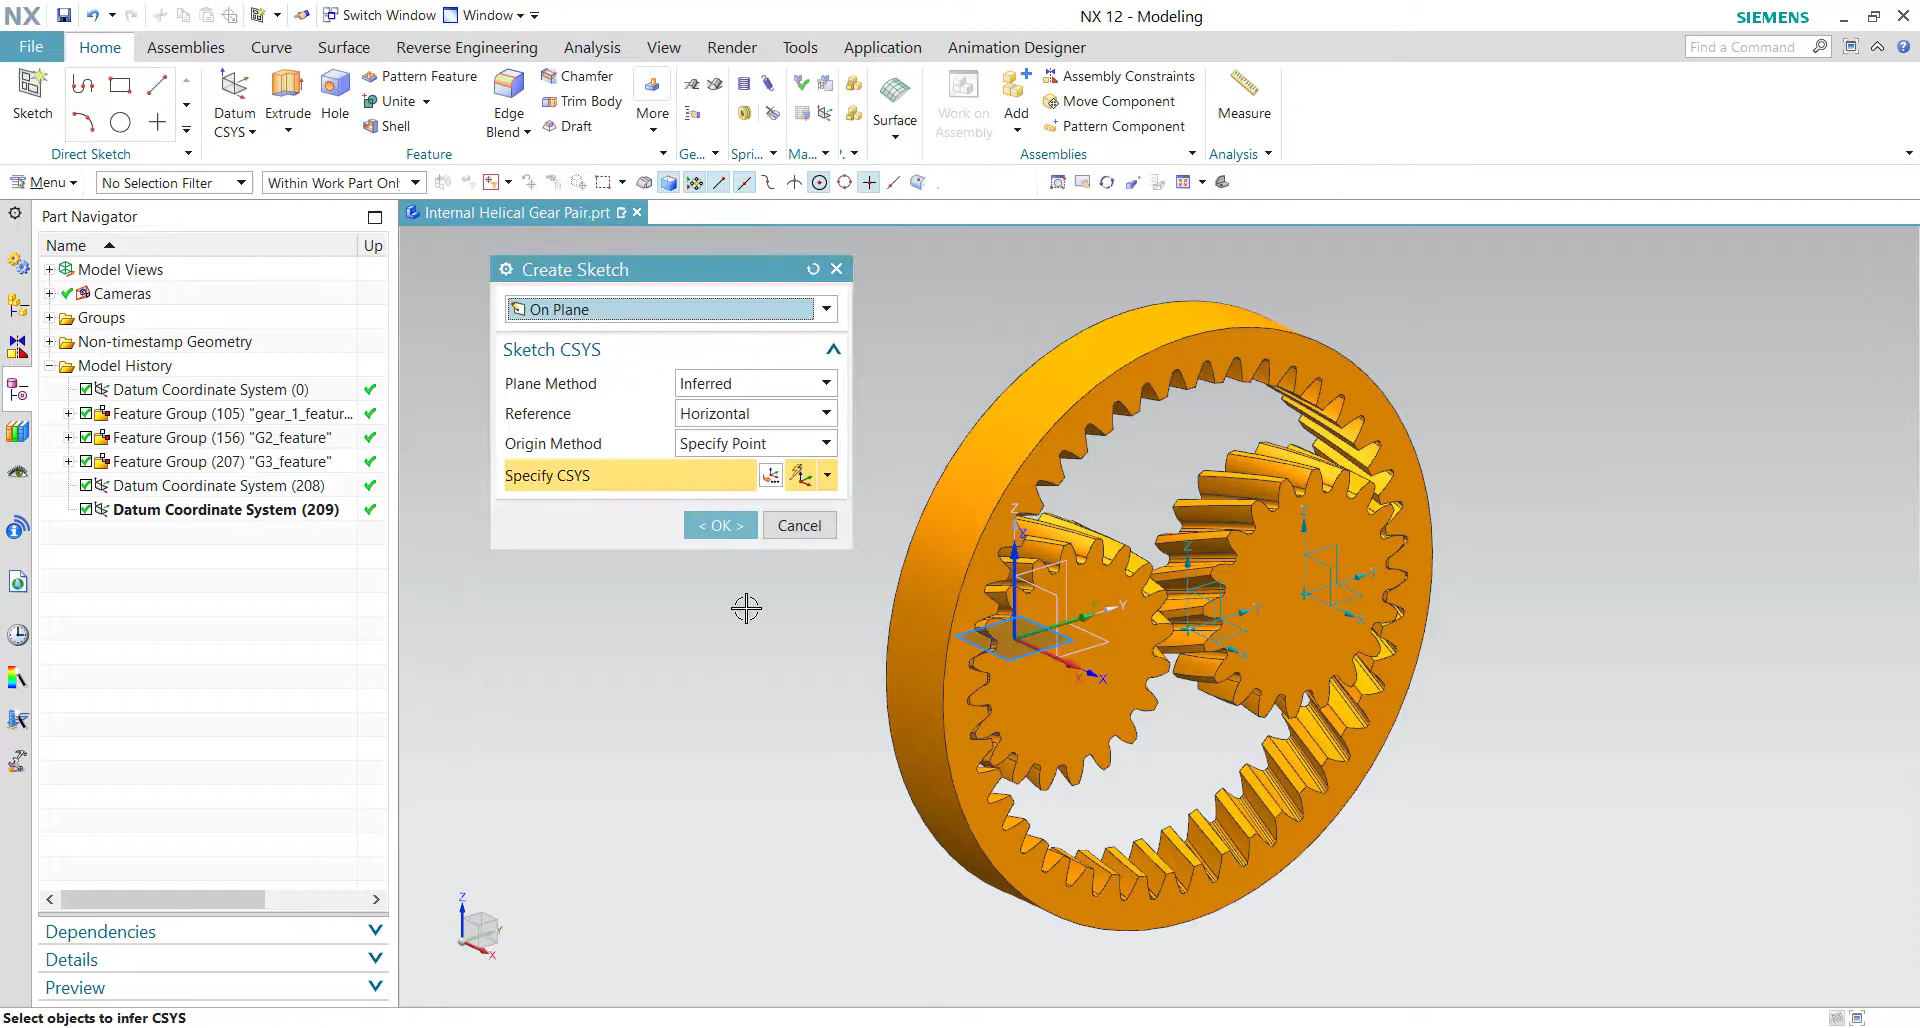 NX
Switch Window
Window
NX 12 - Modeling
SIEMENS
File
Home
Assemblies
Curve
Surface
Reverse Engineering
Analysis
View
Render
Tools
Application
Animation Designer
Find a Command
Sketch
Datum
CSYS
Extrude
Hole
Pattern Feature
Unite
Shell
Edge
Blend
Chamfer
Trim Body
Draft
More
Surface
Work on
Assembly
Add
Assembly Constraints
Move Component
Pattern Component
Measure
Direct Sketch
Feature
Ge...
Spri...
Ma...
Assemblies
Analysis
Menu
No Selection Filter
Within Work Part Onl
Part Navigator
Internal Helical Gear Pair.prt
Name
Up
Model Views
Cameras
Groups
Non-timestamp Geometry
Model History
Datum Coordinate System (0)
Feature Group (105) "gear_1_featur...
Feature Group (156) "G2_feature"
Feature Group (207) "G3_feature"
Datum Coordinate System (208)
Datum Coordinate System (209)
Create Sketch
On Plane
Sketch CSYS
Plane Method
Inferred
Reference
Horizontal
Origin Method
Specify Point
Specify CSYS
< OK >
Cancel
Z
Z
Y
Y
X
X
Z
Y
X
Z
Y
X
Z
Y
X
Dependencies
Details
Preview
Select objects to infer CSYS